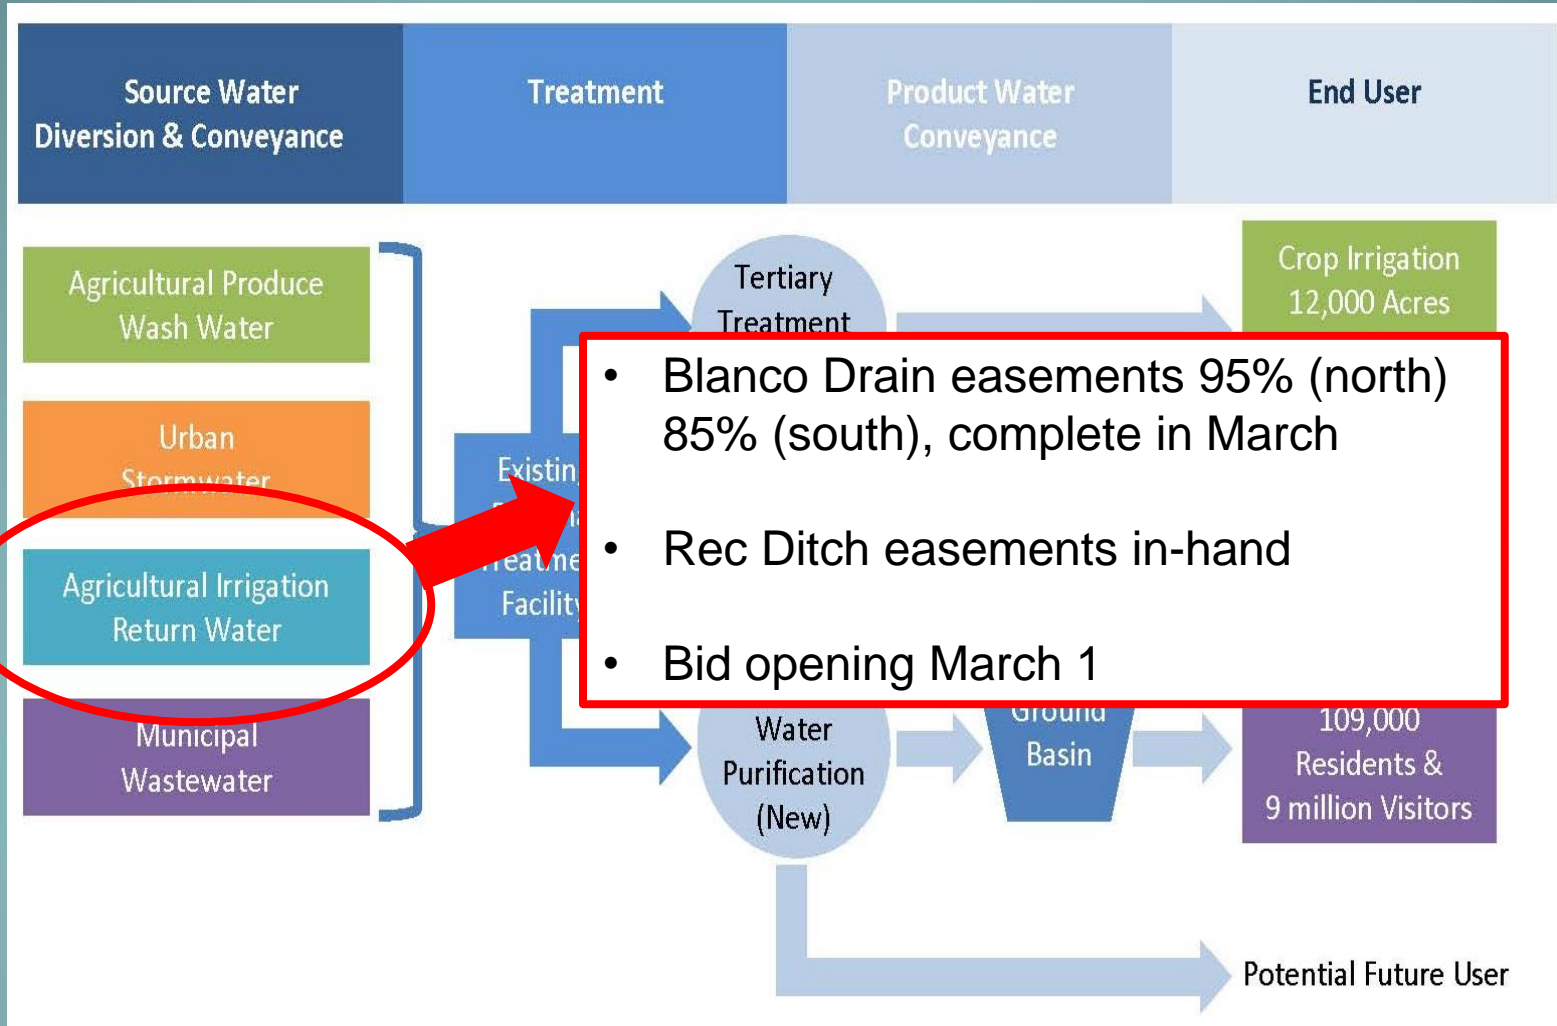 Source Water
Diversion & Conveyance
Treatment
Product Water
Conveyance
End User
Agricultural Produce
Wash Water
Urban
Stormwater
Agricultural Irrigation
Return Water
Municipal
Wastewater
Facility
Tertiary
Treatment
Crop Irrigation
12,000 Acres
• Blanco Drain easements 95% (north)
85% (south), complete in March
• Rec Ditch easements in-hand
• Bid opening March 1
Water
Purification
(New)
Ground
Basin
109,000
Residents &
9 million Visitors
Potential Future User